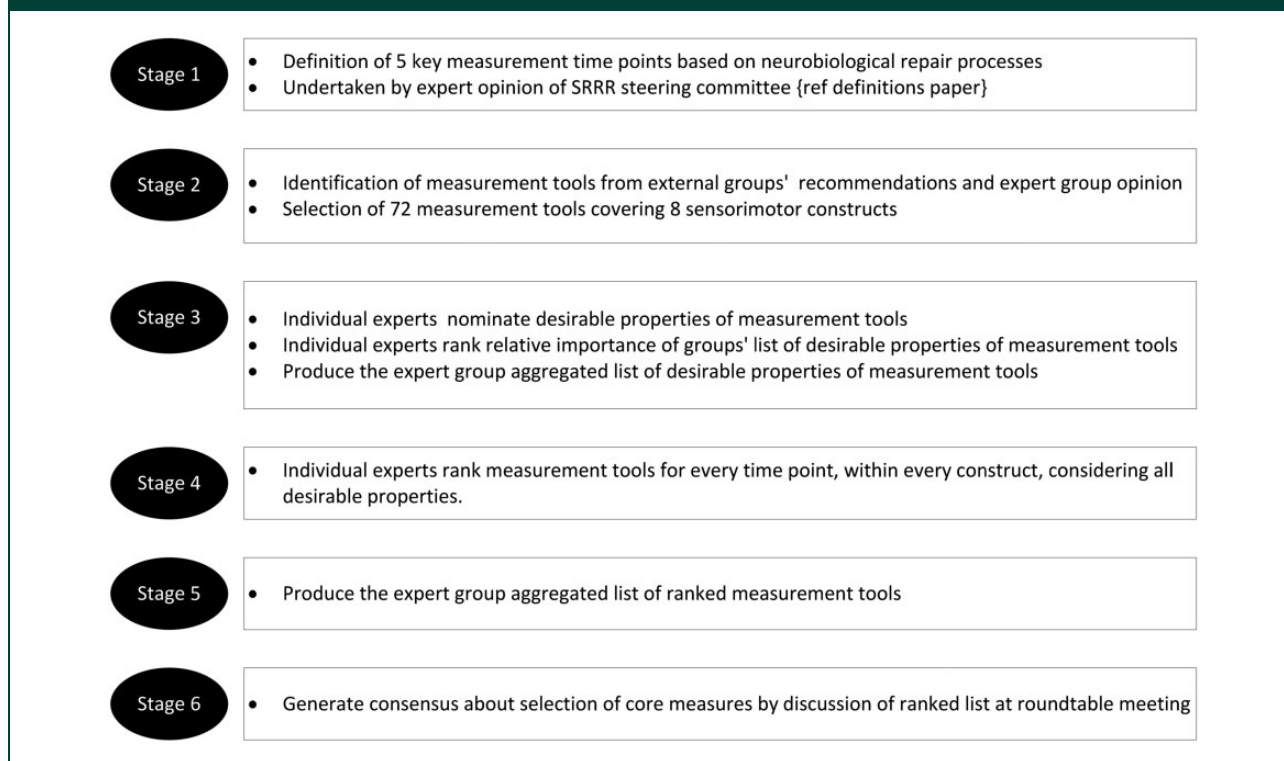 Stage 1
• Definition of 5 key measurement time points based on neurobiological repair processes
• Undertaken by expert opinion of SRRR steering committee {ref definitions paper}
Stage 2
• Identification of measurement tools from external groups'  recommendations and expert group opinion
• Selection of 72 measurement tools covering 8 sensorimotor constructs
Stage 3
• Individual experts  nominate desirable properties of measurement tools
• Individual experts rank relative importance of groups' list of desirable properties of measurement tools
• Produce the expert group aggregated list of desirable properties of measurement tools
Stage 4
• Individual experts rank measurement tools for every time point, within every construct, considering all
desirable properties.
Stage 5
• Produce the expert group aggregated list of ranked measurement tools
Stage 6
• Generate consensus about selection of core measures by discussion of ranked list at roundtable meeting